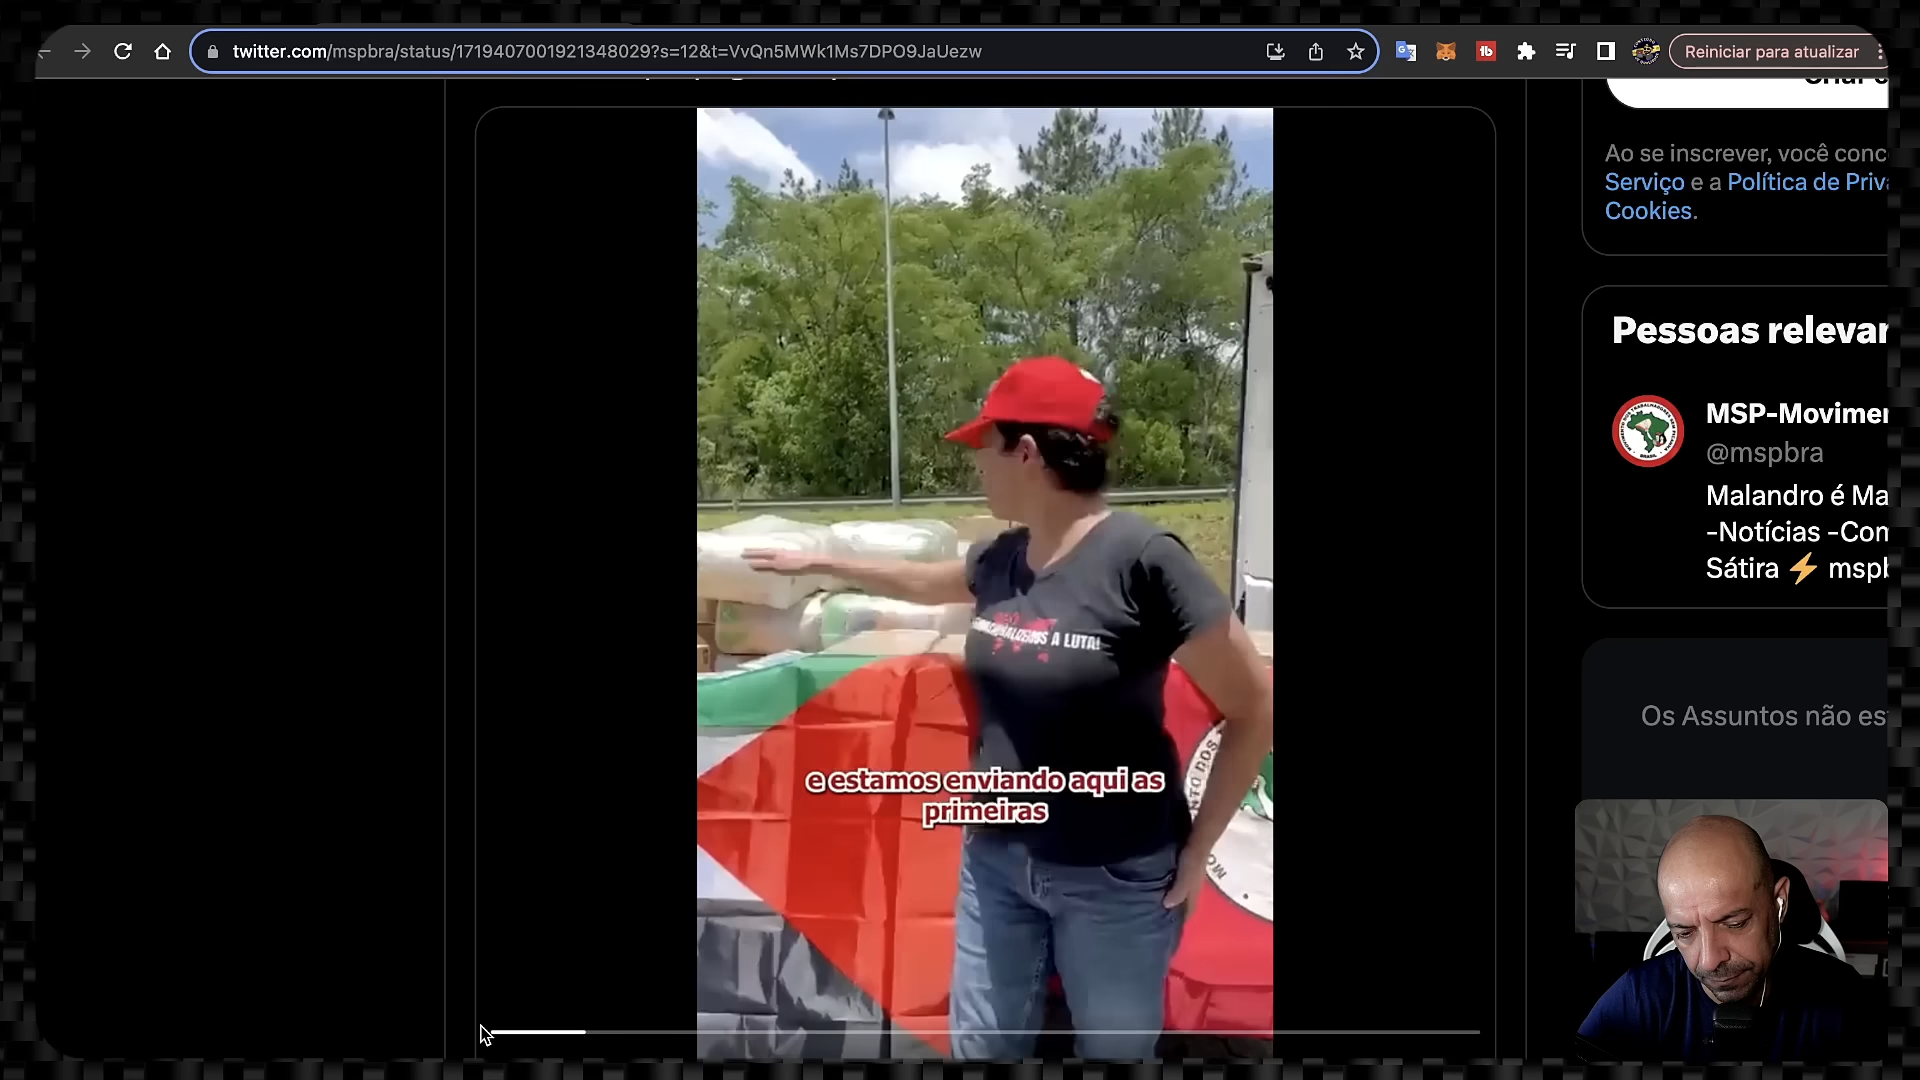 twitter.com/mspbra/status/1719407001921348029?s=12&t=VvQn5MWk1Ms7DPO9JaUezw
Reiniciar para atualizar
Ao se inscrever, você conc
Serviço e a Política de Priv
Cookies.
Pessoas relevar
MSP-Movimer
@mspbra
Malandro é Ma
-Notícias -Con
Sátira ⚡ mspb
Os Assuntos não es
A LUTA!
e estamos enviando aqui as
primeiras